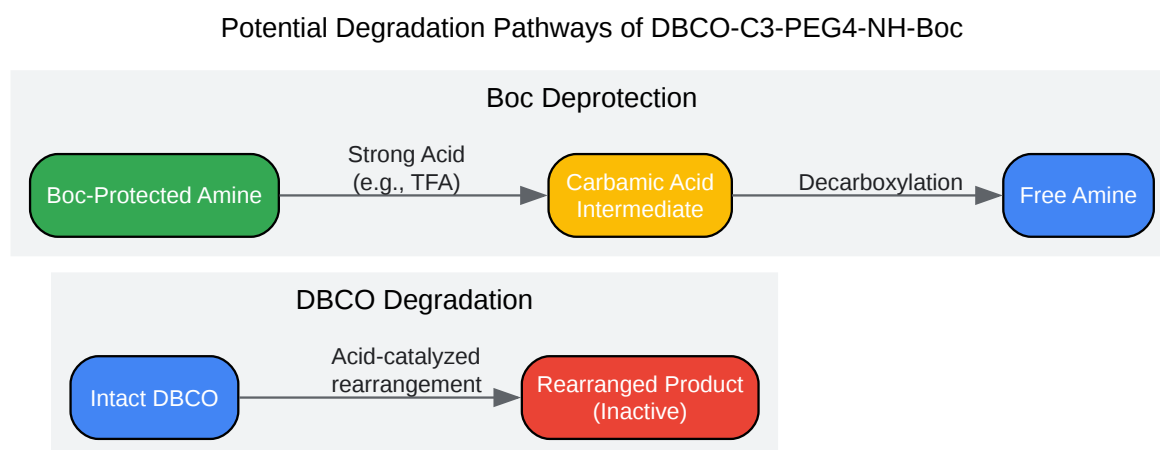 Potential Degradation Pathways of DBCO-C3-PEG4-NH-Boc
Boc Deprotection
Boc-Protected Amine
Strong Acid
(e.g., TFA)
Carbamic Acid
Intermediate
Decarboxylation
Free Amine
DBCO Degradation
Intact DBCO
Acid-catalyzed
rearrangement
Rearranged Product
(Inactive)